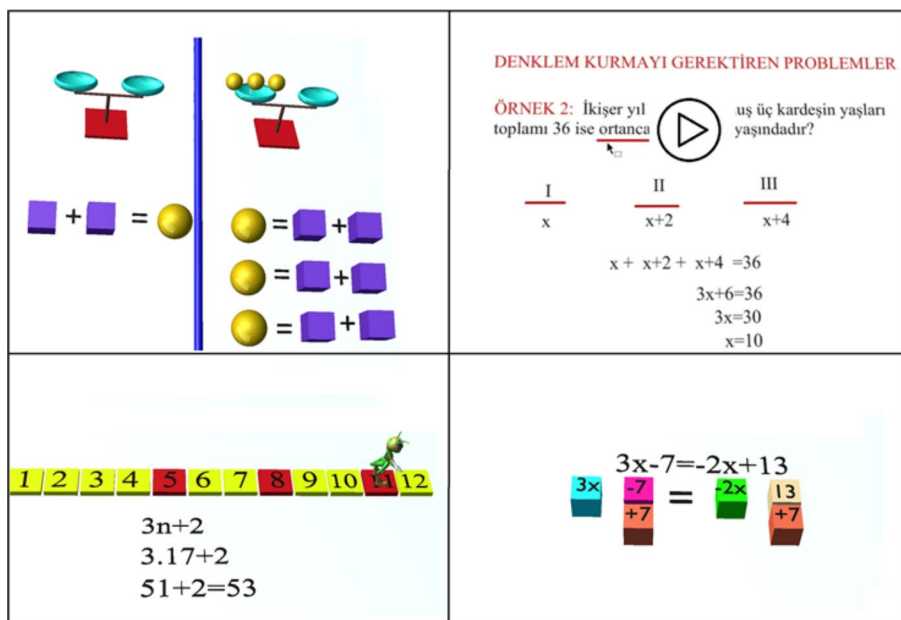 + =
= +
= +
= +
DENKLEM KURMAYI GEREKTİREN PROBLEMLER
ÖRNEK 2: İkişer yıl uş üç kardeşin yaşları
toplamı 36 ise ortanca yaşındadır?
I II III
x x+2 x+4
x + x+2 + x+4 =36
3x+6=36
3x=30
x=10
1 2 3 4 5 6 7 8 9 10 11 12
3n+2
3.17+2
51+2=53
3x-7=-2x+13
3x -7 = -2x 13
+7 +7